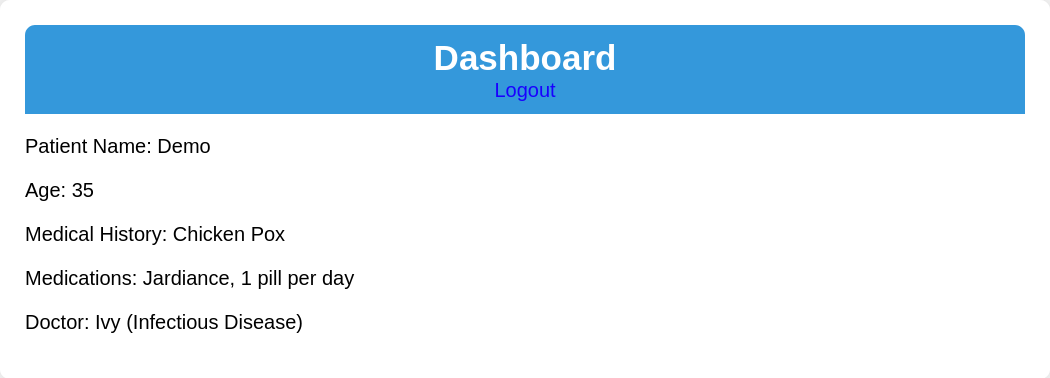 Dashboard
Logout
Patient Name: Demo
Age: 35
Medical History: Chicken Pox
Medications: Jardiance, 1 pill per day
Doctor: Ivy (Infectious Disease)